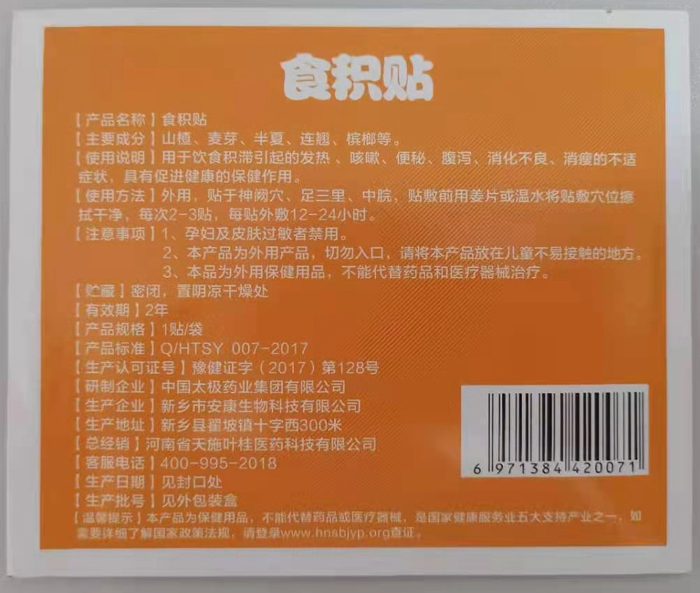 食积贴
【产品名称】食积贴
【主要成分】山楂、麦芽、半夏、连翘、槟榔等。
【使用说明】用于饮食积滞引起的发热、咳嗽、便秘、腹泻、消化不良、消瘦的不适
症状，具有促进健康的保健作用。
【使用方法】外用，贴于神阙穴、足三里、中脘，贴敷前用姜片或温水将贴敷穴位擦
拭干净，每次2-3贴，每贴外敷12-24小时。
【注意事项】1、孕妇及皮肤过敏者禁用。
2、本产品为外用产品，切勿入口，请将本产品放在儿童不易接触的地方。
3、本品为外用保健用品，不能代替药品和医疗器械治疗。
【贮藏】密闭，置阴凉干燥处
【有效期】2年
【产品规格】1贴/袋
【产品标准】Q/HTSY 007-2017
【生产认可证号】豫健证字（2017）第128号
【研制企业】中国太极药业集团有限公司
【生产企业】新乡市安康生物科技有限公司
【生产地址】新乡县翟坡镇十字西300米
【总经销】河南省天施叶桂医药科技有限公司
【客服电话】400-995-2018
【生产日期】见封口处
【生产批号】见外包装盒
【温馨提示】本产品为保健用品，不能代替药品或医疗器械，是国家健康服务业五大支持产业之一，如
需要详细了解国家政策法规，请登录www.hnsbjyp.org查证。
6 971384 420071